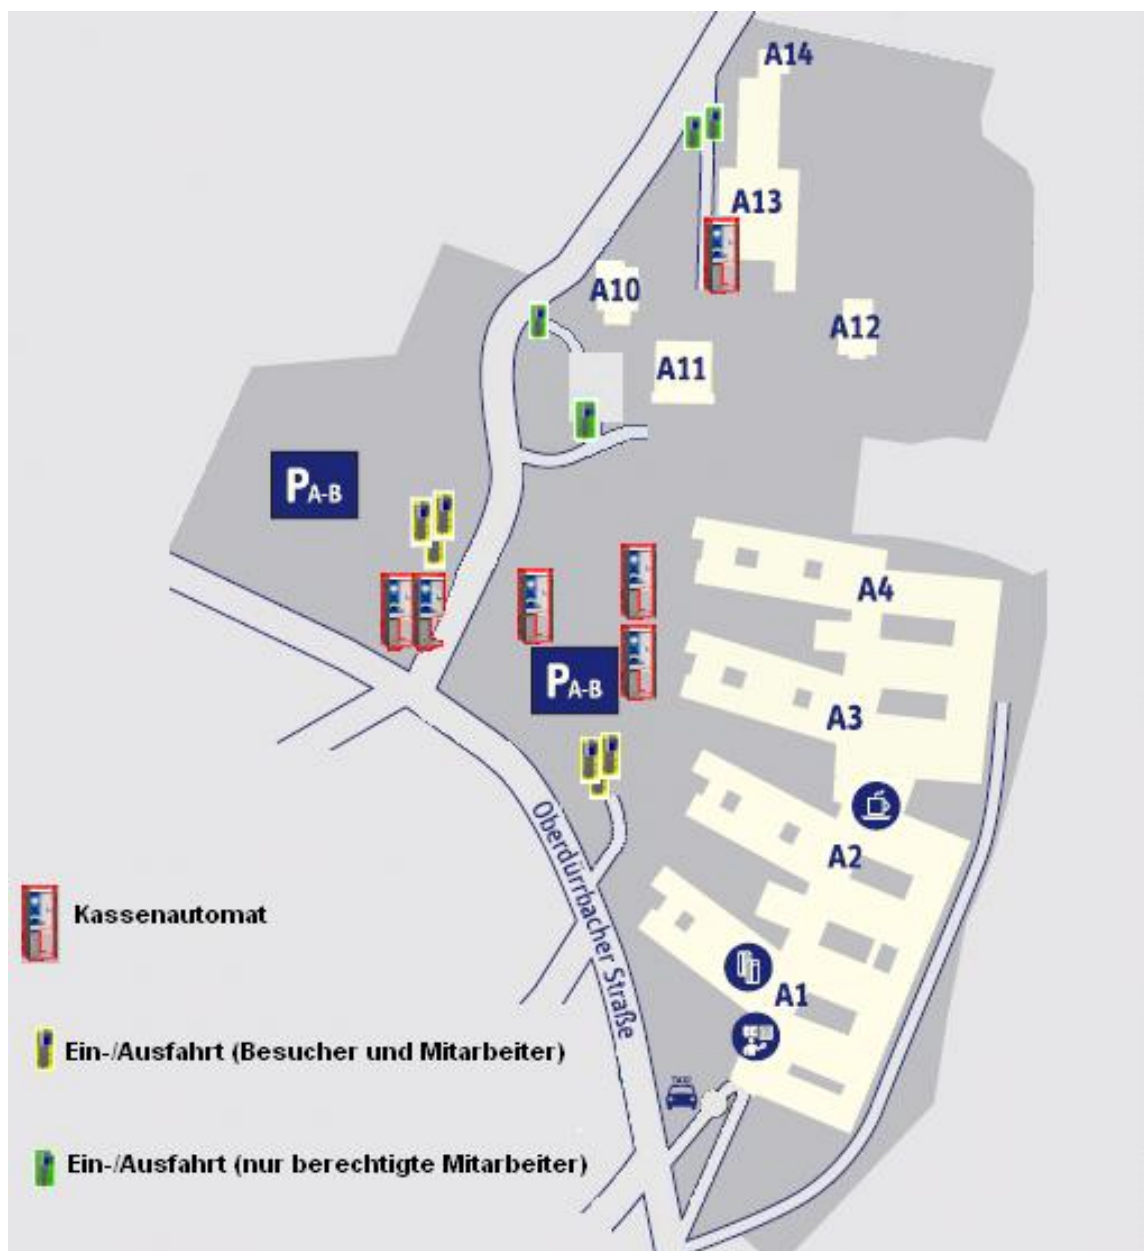 A14
A13
A10
A12
A11
PA-B
A4
PA-B
A3
A2
Oberdürrbacher Straße
Kassenautomat
A1
Ein-/Ausfahrt (Besucher und Mitarbeiter)
TAXI
Ein-/Ausfahrt (nur berechtigte Mitarbeiter)